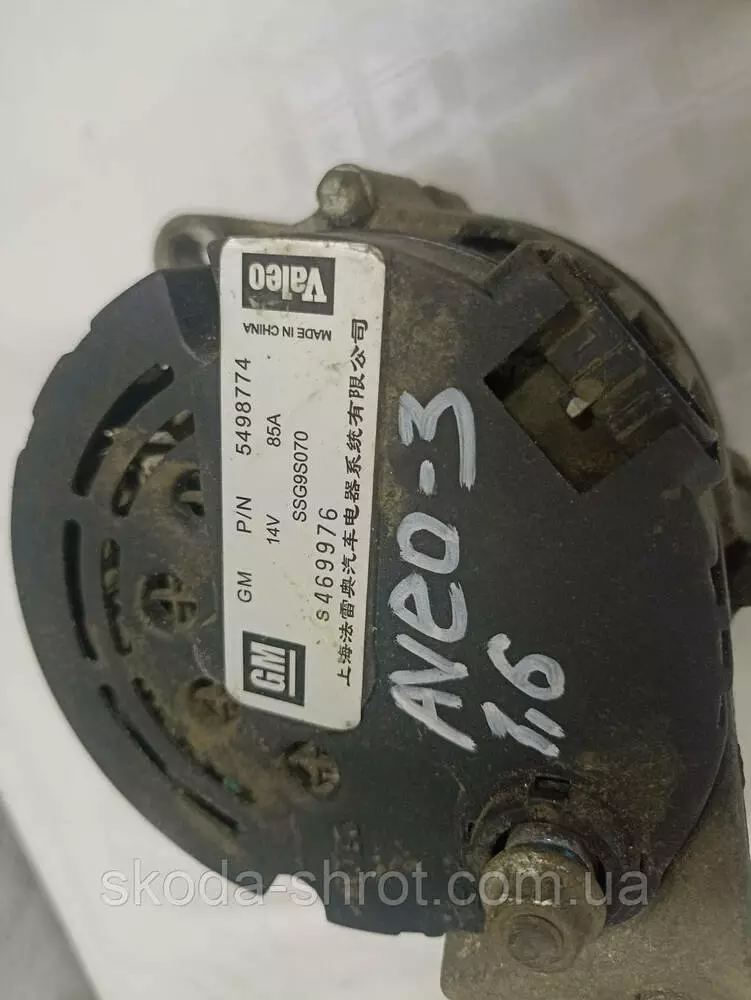 Valeo
MADE IN CHINA
GM P/N 5498774
14V 85A
SSG9S070
s469976
GM
上海法雷奥汽车电器系统有限公司
Aveo-3
1,6
skoda-shrot.com.ua